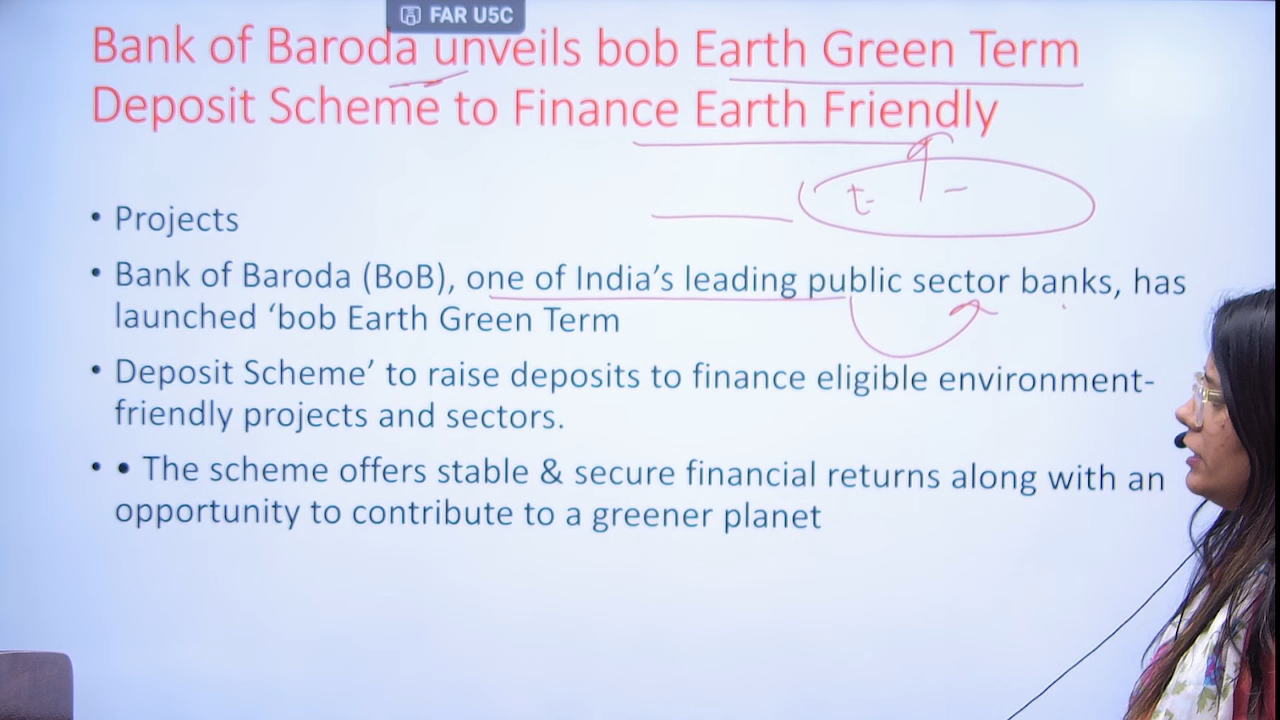 FAR U5C
Bank of Baroda unveils bob Earth Green Term
Deposit Scheme to Finance Earth Friendly
t-
• Projects
• Bank of Baroda (BoB), one of India's leading public sector banks, has
launched ‘bob Earth Green Term
• Deposit Scheme’ to raise deposits to finance eligible environment-
friendly projects and sectors.
• • The scheme offers stable & secure financial returns along with an
opportunity to contribute to a greener planet